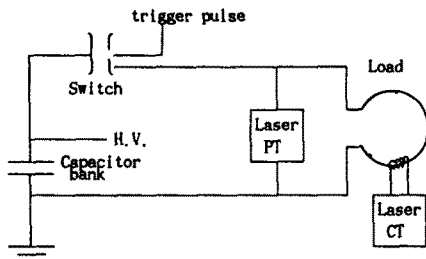 trigger pulse
Switch
Load
H.V.
Capacitor
bank
Laser
PT
Laser
CT